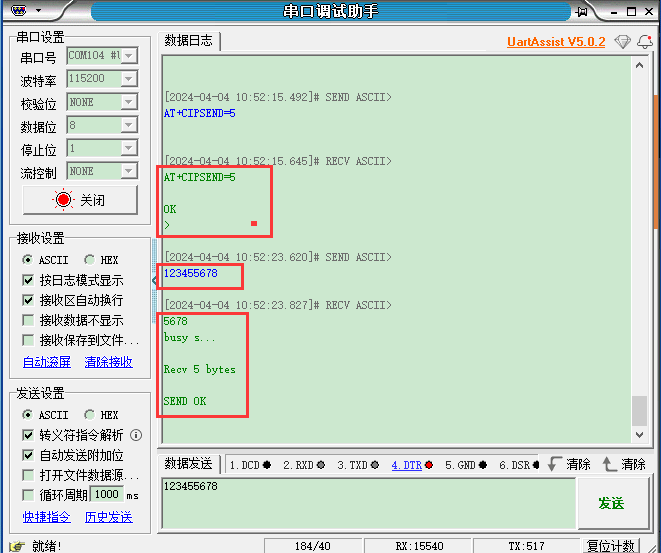 串口调试助手
串口设置
串口号 COM104 #U
波特率 115200
校验位 NONE
数据位 8
停止位 1
流控制 NONE
关闭
接收设置
ASCII HEX
按日志模式显示
接收区自动换行
接收数据不显示
接收保存到文件...
自动滚屏 清除接收
发送设置
ASCII HEX
转义符指令解析
自动发送附加位
打开文件数据源...
循环周期 1000 ms
快捷指令 历史发送
数据日志 UartAssist V5.0.2
[2024-04-04 10:52:15.492]# SEND ASCII>
AT+CIPSEND=5
[2024-04-04 10:52:15.645]# RECV ASCII>
AT+CIPSEND=5
OK
>
[2024-04-04 10:52:23.620]# SEND ASCII>
123455678
[2024-04-04 10:52:23.827]# RECV ASCII>
5678
busy s...
Recv 5 bytes
SEND OK
数据发送 1.DCD 2.RXD 3.TXD 4.DTR 5.GND 6.DSR 清除 清除
123455678
发送
就绪! 184/40 RX:15540 TX:517 复位计数